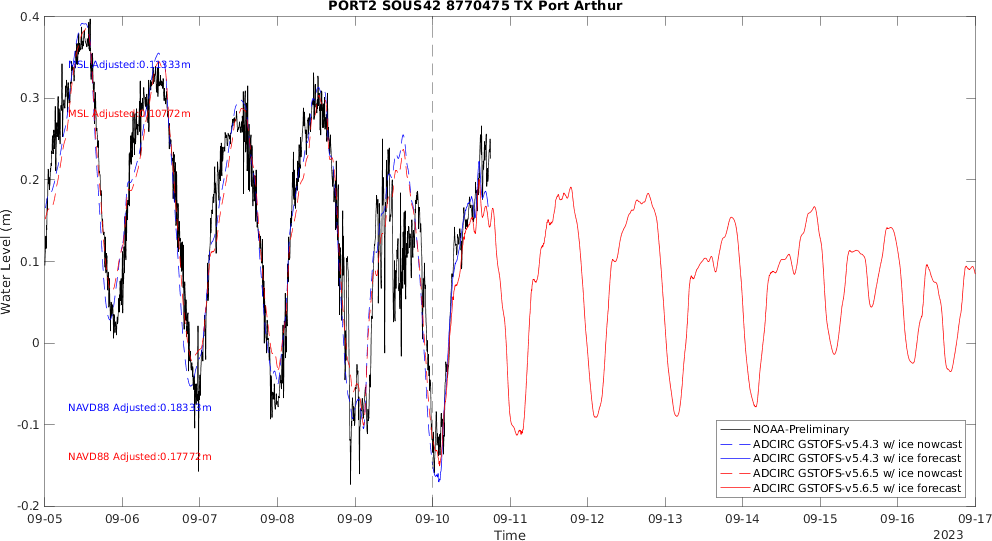 PORT2 SOUS42 8770475 TX Port Arthur
0.4
0.3
0.2
0.1
0
-0.1
-0.2
Water Level (m)
MSL Adjusted:0.11333m
MSL Adjusted:0.10772m
NAVD88 Adjusted:0.18333m
NAVD88 Adjusted:0.17772m
NOAA-Preliminary
ADCIRC GSTOFS-v5.4.3 w/ ice nowcast
ADCIRC GSTOFS-v5.4.3 w/ ice forecast
ADCIRC GSTOFS-v5.6.5 w/ ice nowcast
ADCIRC GSTOFS-v5.6.5 w/ ice forecast
09-05 09-06 09-07 09-08 09-09 09-10 09-11 09-12 09-13 09-14 09-15 09-16 09-17
Time
2023